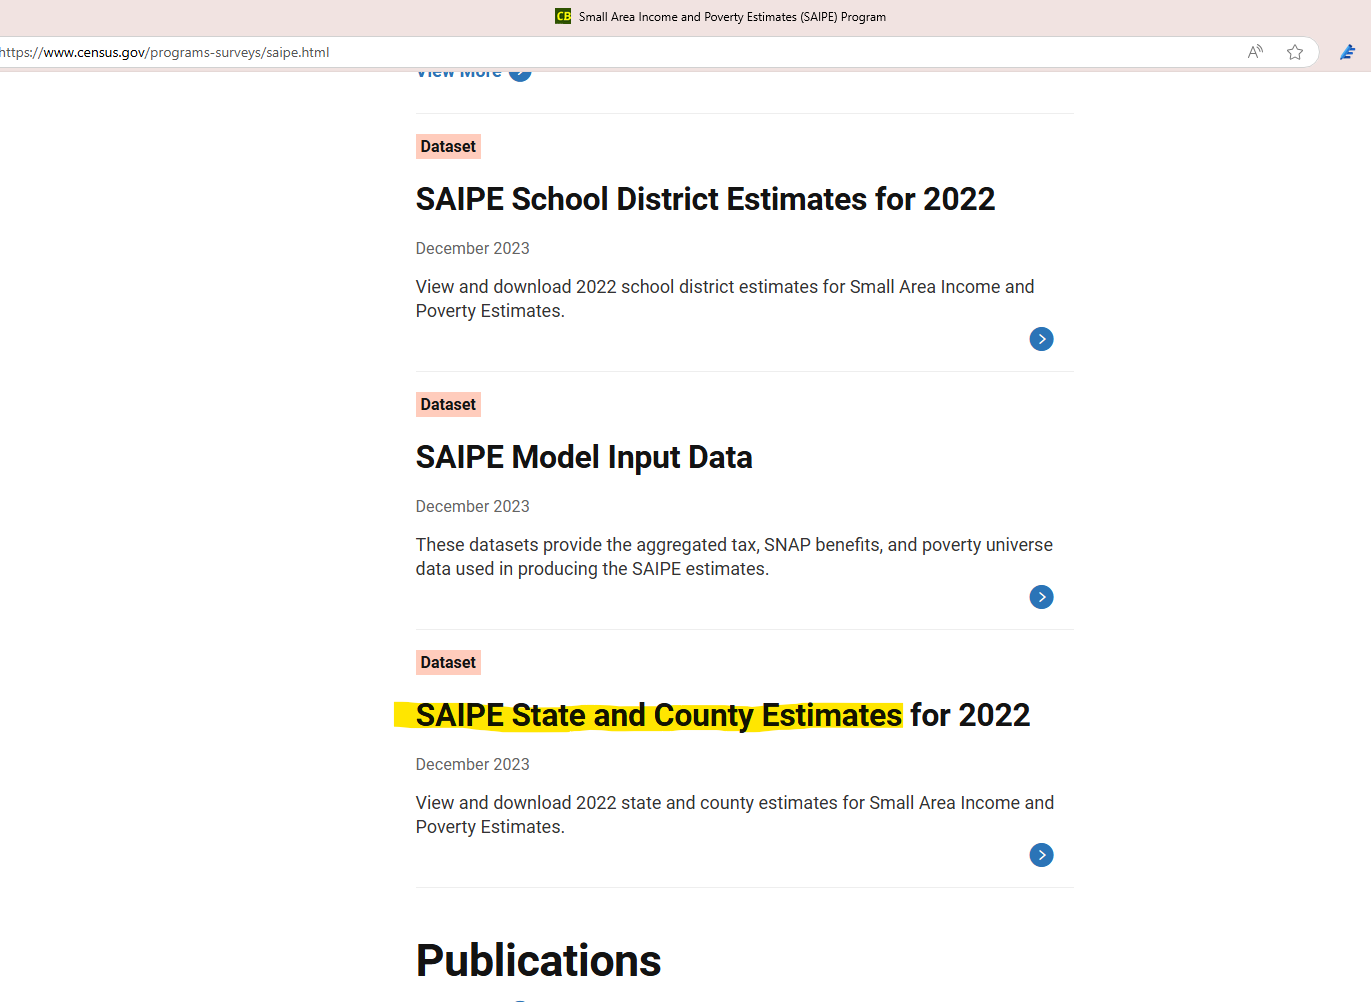 CB Small Area Income and Poverty Estimates (SAIPE) Program
https://www.census.gov/programs-surveys/saipe.html
View More
Dataset
SAIPE School District Estimates for 2022
December 2023
View and download 2022 school district estimates for Small Area Income and
Poverty Estimates.
Dataset
SAIPE Model Input Data
December 2023
These datasets provide the aggregated tax, SNAP benefits, and poverty universe
data used in producing the SAIPE estimates.
Dataset
SAIPE State and County Estimates for 2022
December 2023
View and download 2022 state and county estimates for Small Area Income and
Poverty Estimates.
Publications